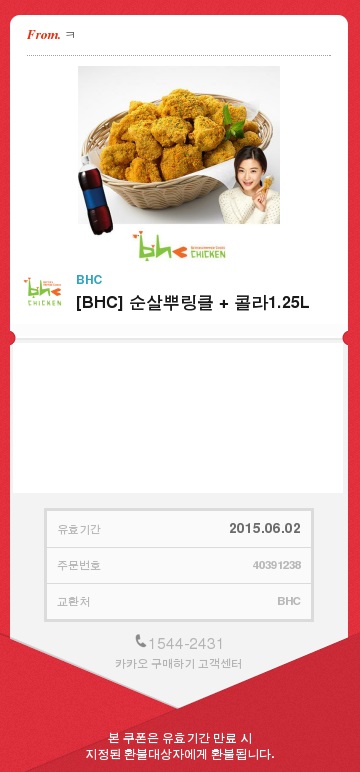 From. ㅋ
bhc
CHICKEN
BHC
bhc
CHICKEN
[BHC] 순살뿌링클 + 콜라1.25L
유효기간 2015.06.02
주문번호 40391238
교환처 BHC
1544-2431
카카오 구매하기 고객센터
본 쿠폰은 유효기간 만료 시
지정된 환불대상자에게 환불됩니다.